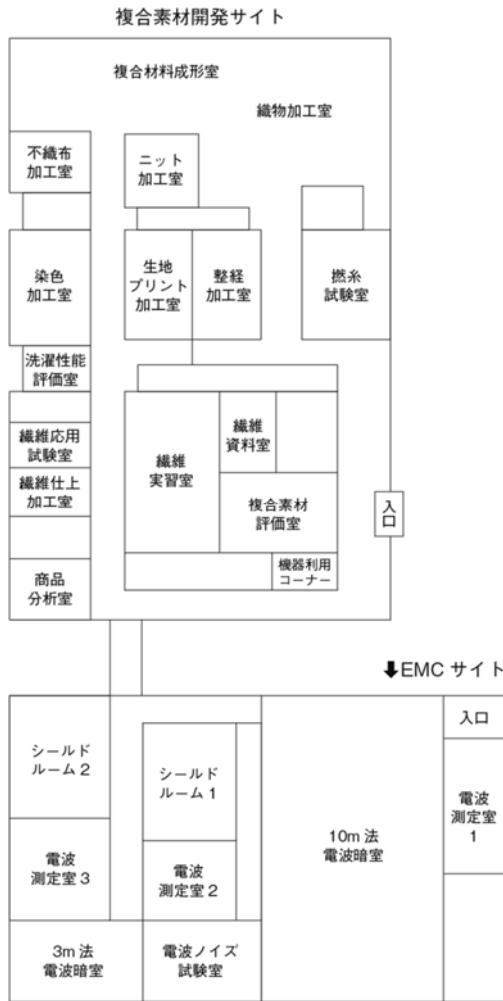 複合素材開発サイト
複合材料成形室
織物加工室
不織布
加工室
ニット
加工室
染色
加工室
生地
プリント
加工室
整経
加工室
撚糸
試験室
洗濯性能
評価室
繊維応用
試験室
繊維仕上
加工室
繊維
実習室
繊維
資料室
複合素材
評価室
入口
機器利用
コーナー
商品
分析室
⬇EMC サイト
シールド
ルーム 2
シールド
ルーム 1
入口
電波
測定室
1
10m 法
電波暗室
電波
測定室 3
電波
測定室 2
3m 法
電波暗室
電波ノイズ
試験室